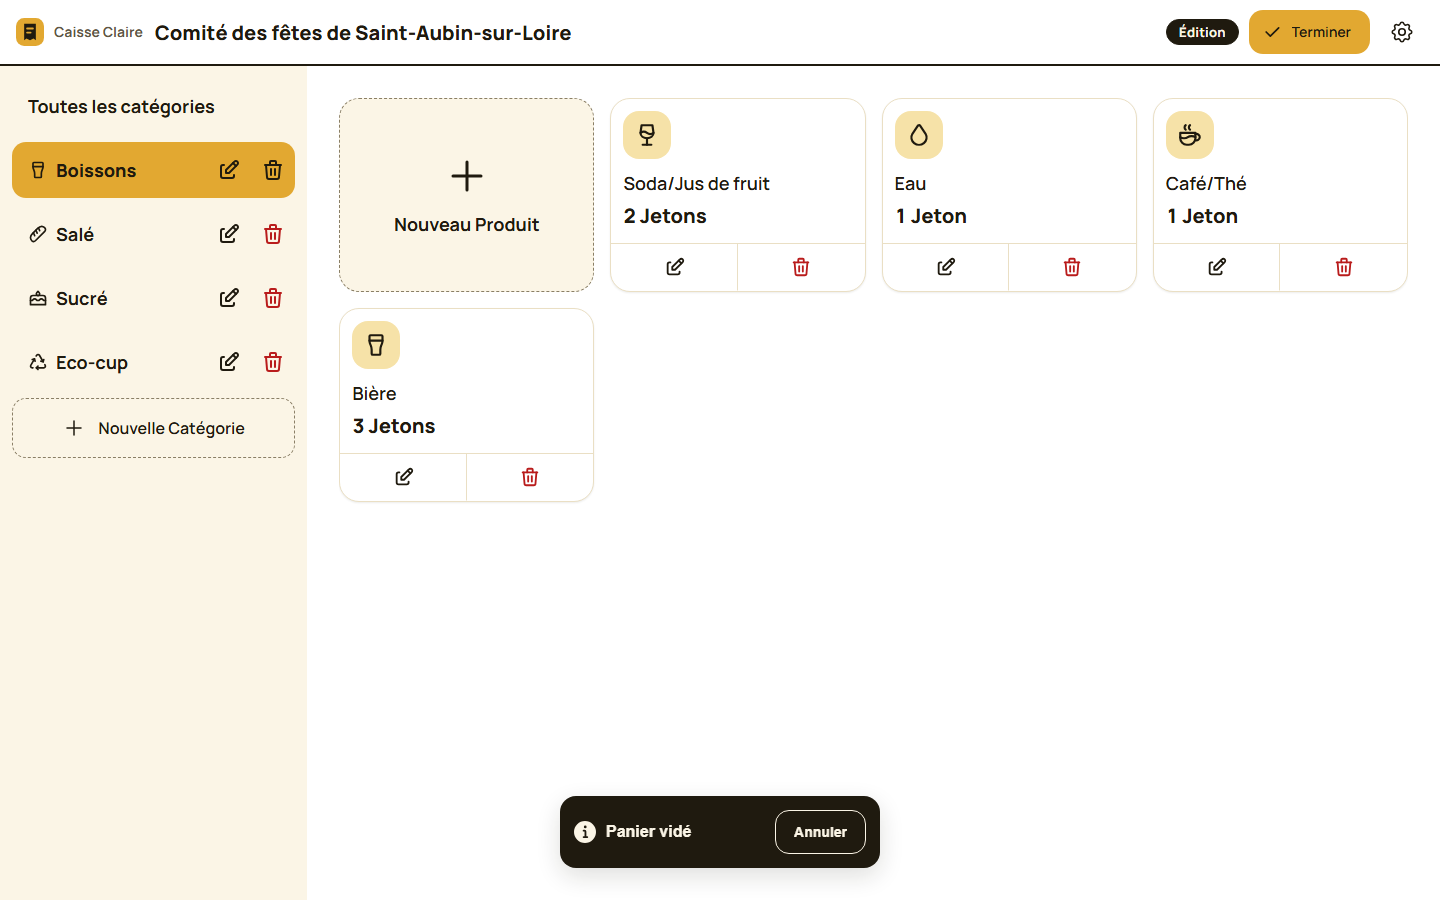 Caisse Claire
Comité des fêtes de Saint-Aubin-sur-Loire
Édition
Terminer
Toutes les catégories
Boissons
Salé
Sucré
Eco-cup
Nouvelle Catégorie
Nouveau Produit
Soda/Jus de fruit
2 Jetons
Eau
1 Jeton
Café/Thé
1 Jeton
Bière
3 Jetons
Panier vidé
Annuler